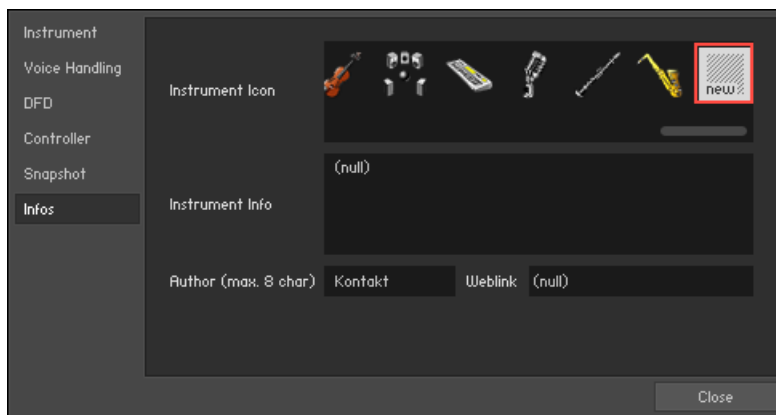 Instrument
Voice Handling
DFD
Controller
Snapshot
Infos
Instrument Icon
new
Instrument Info
(null)
Author (max. 8 char)
Kontakt
Weblink
(null)
Close